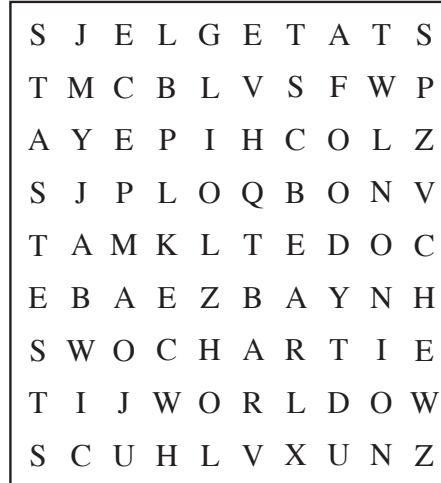 S J E L G E T A T S
T M C B L V S F W P
A Y E P I H C O L Z
S J P L O Q B O N V
T A M K L T E D O C
E B A E Z B A Y N H
S W O C H A R T I E
T I J W O R L D O W
S C U H L V X U N Z